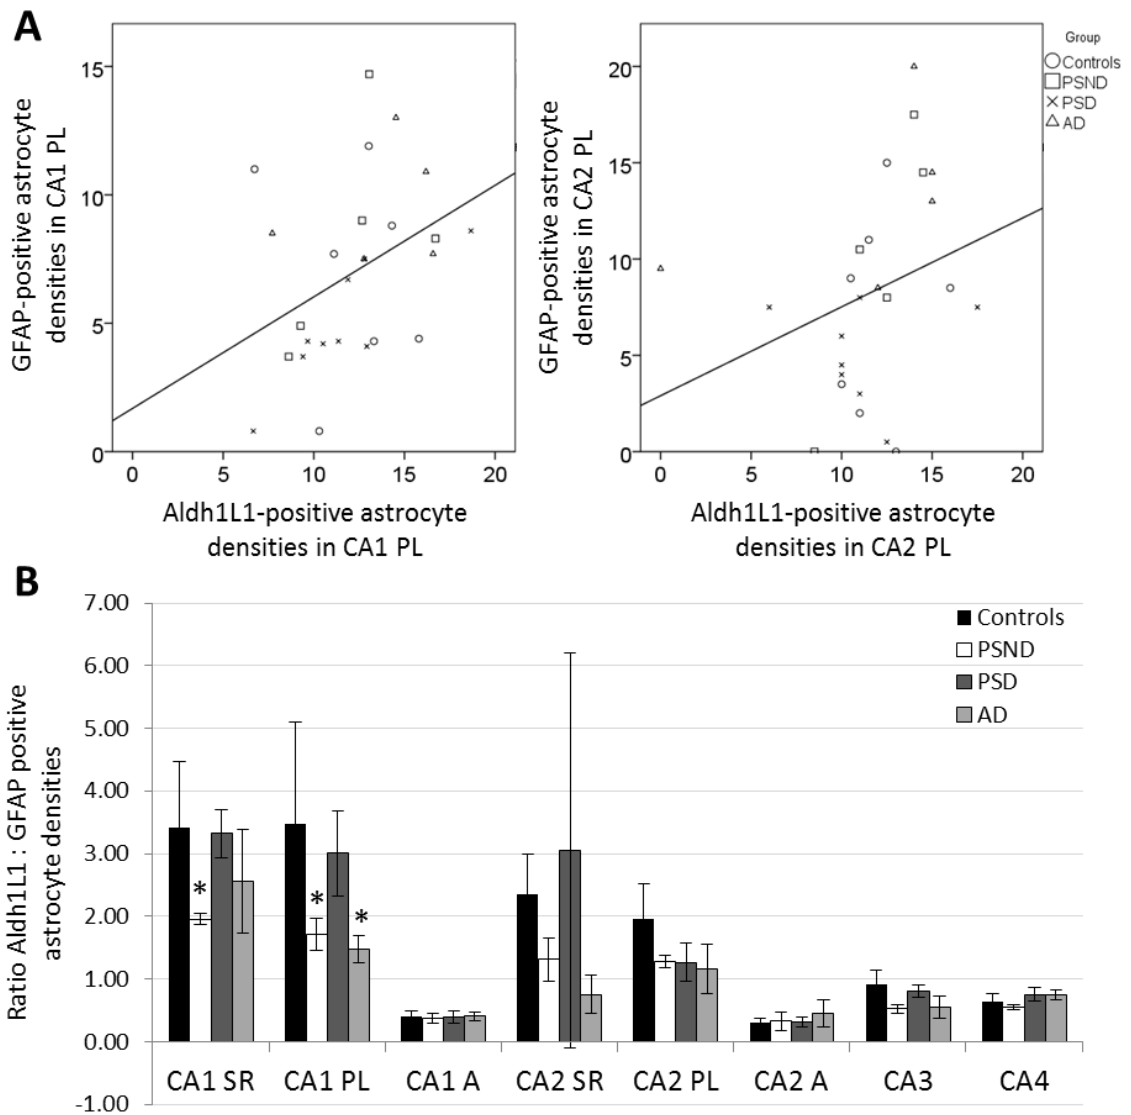 A
GFAP-positive astrocyte
densities in CA1 PL
15
10
5
0
0 5 10 15 20
Aldh1L1-positive astrocyte
densities in CA1 PL
GFAP-positive astrocyte
densities in CA2 PL
20
15
10
5
0
0 5 10 15 20
Aldh1L1-positive astrocyte
densities in CA2 PL
Group
Controls
PSND
PSD
AD
B
Ratio Aldh1L1 : GFAP positive
astrocyte densities
7.00
6.00
5.00
4.00
3.00
2.00
1.00
0.00
-1.00
Controls
PSND
PSD
AD
*
* *
CA1 SR CA1 PL CA1 A CA2 SR CA2 PL CA2 A CA3 CA4